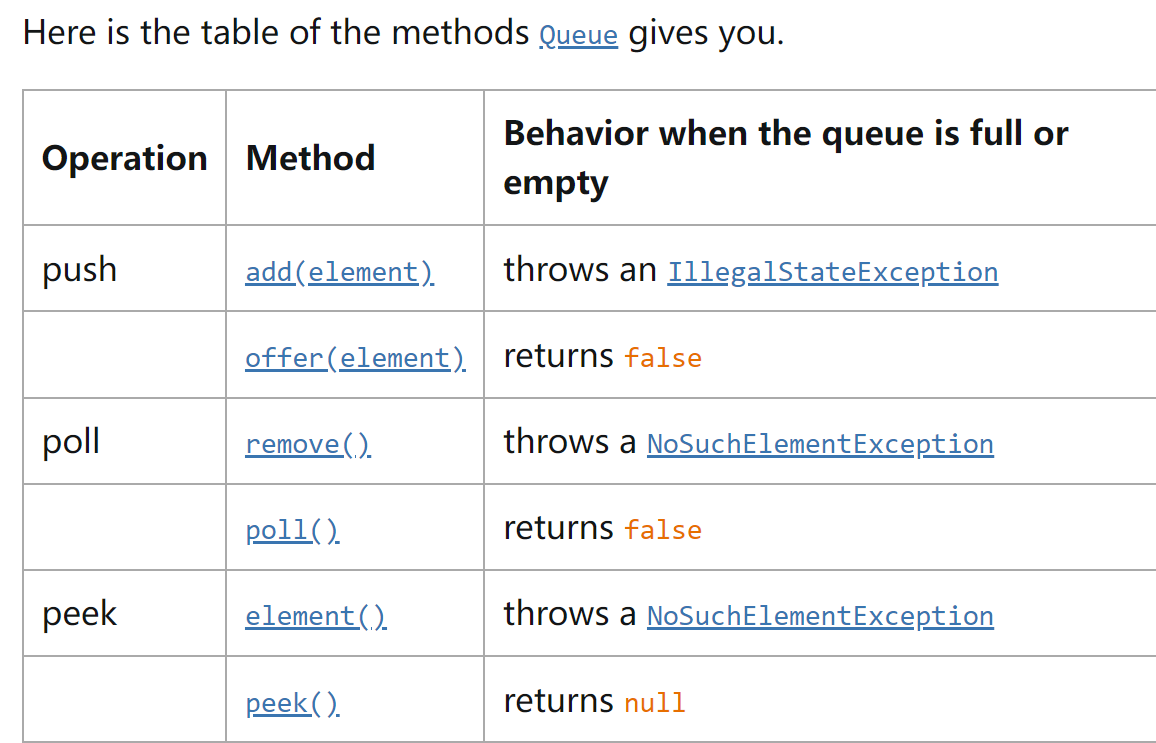 Here is the table of the methods Queue gives you.
Operation Method Behavior when the queue is full or
empty
push add(element) throws an IllegalStateException
offer(element) returns false
poll remove() throws a NoSuchElementException
poll() returns false
peek element() throws a NoSuchElementException
peek() returns null